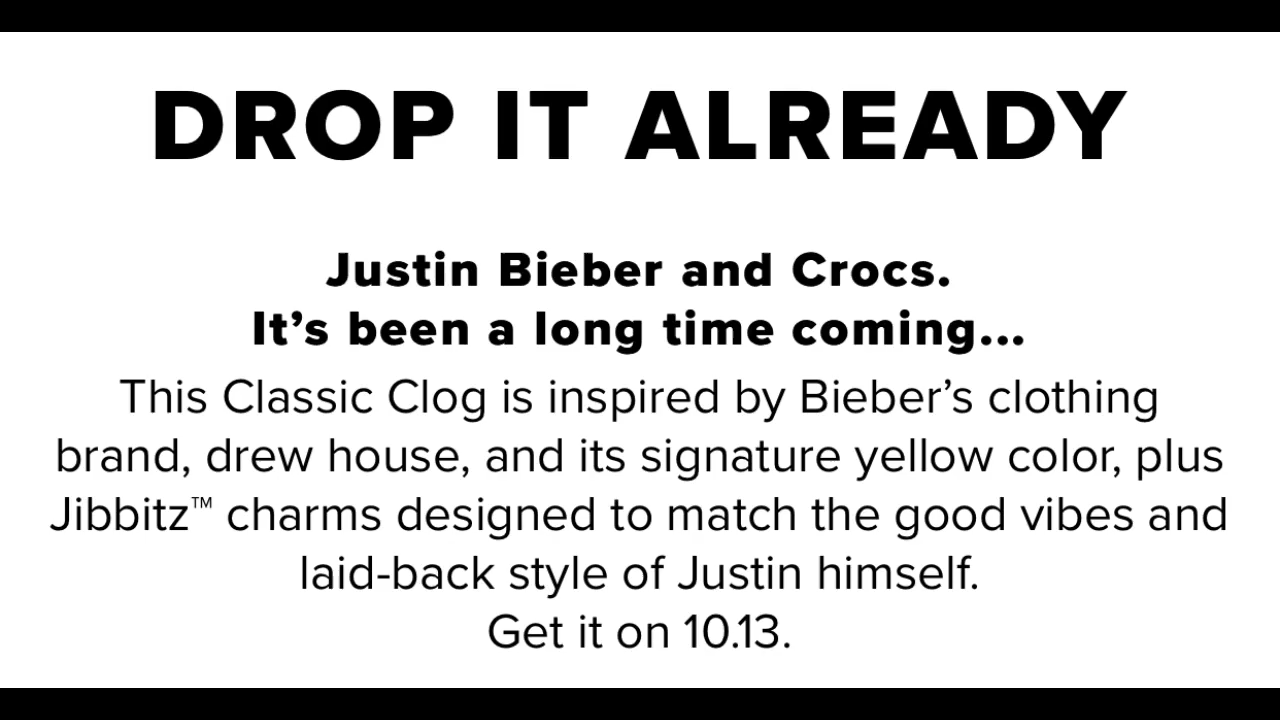 DROP IT ALREADY
Justin Bieber and Crocs.
It’s been a long time coming...
This Classic Clog is inspired by Bieber’s clothing
brand, drew house, and its signature yellow color, plus
Jibbitz™ charms designed to match the good vibes and
laid-back style of Justin himself.
Get it on 10.13.